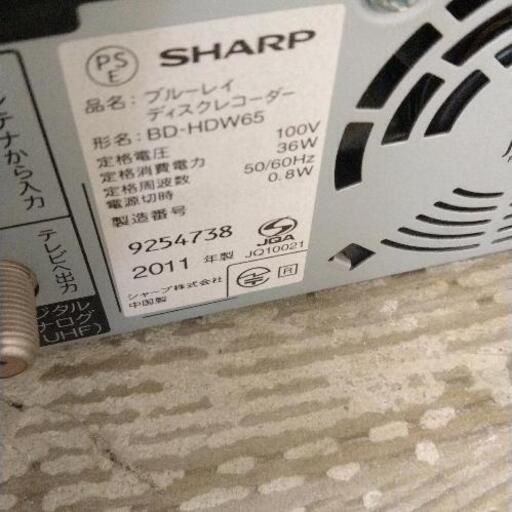 PS
E
SHARP
品名：ブルーレイ
ディスクレコーダー
形名：BD-HDW65
定格電圧 100V
定格消費電力 36W
定格周波数 50/60Hz
電源切時 0.8W
製造番号
9254738
2011 年製
JQA
JQ10021
シャープ株式会社
中国製
R
ンテナから入力
テレビへ出力
ジタル
ナログ
UHF)